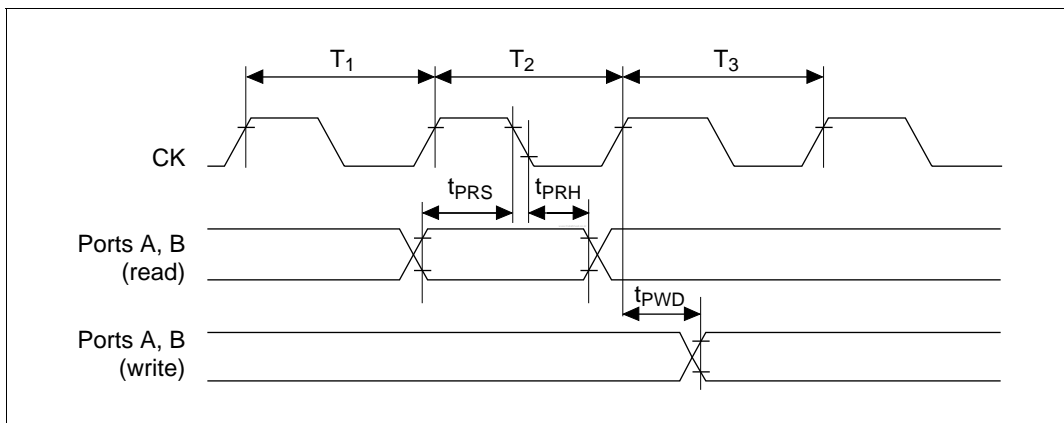 T1 T2 T3
CK
tPRS tPRH
Ports A, B
(read)
tPWD
Ports A, B
(write)